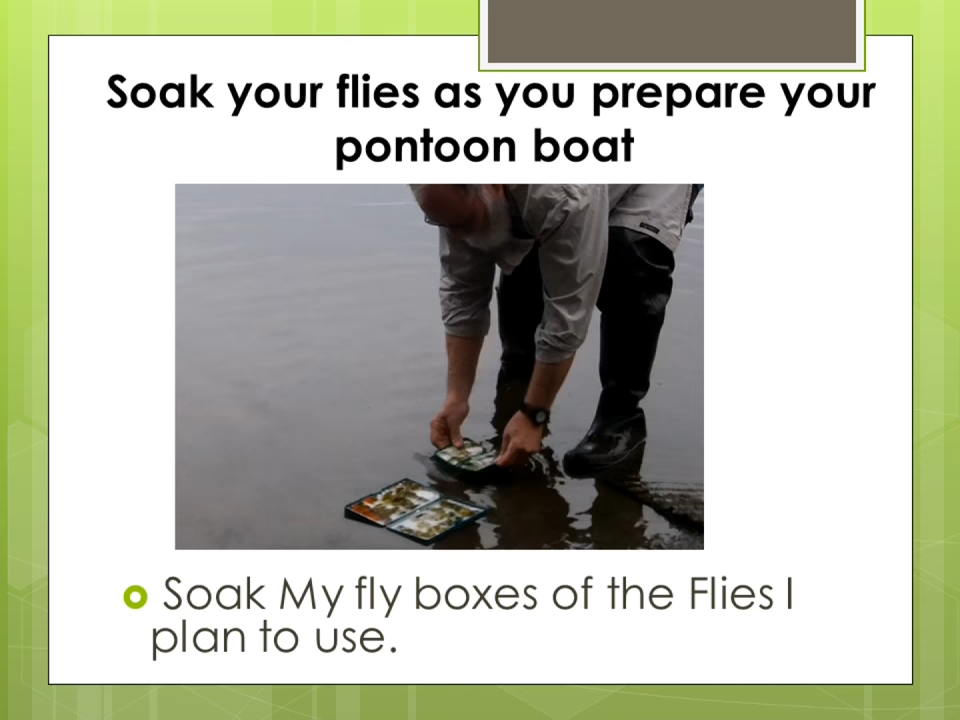 Soak your flies as you prepare your
pontoon boat
Soak My fly boxes of the Flies I
plan to use.